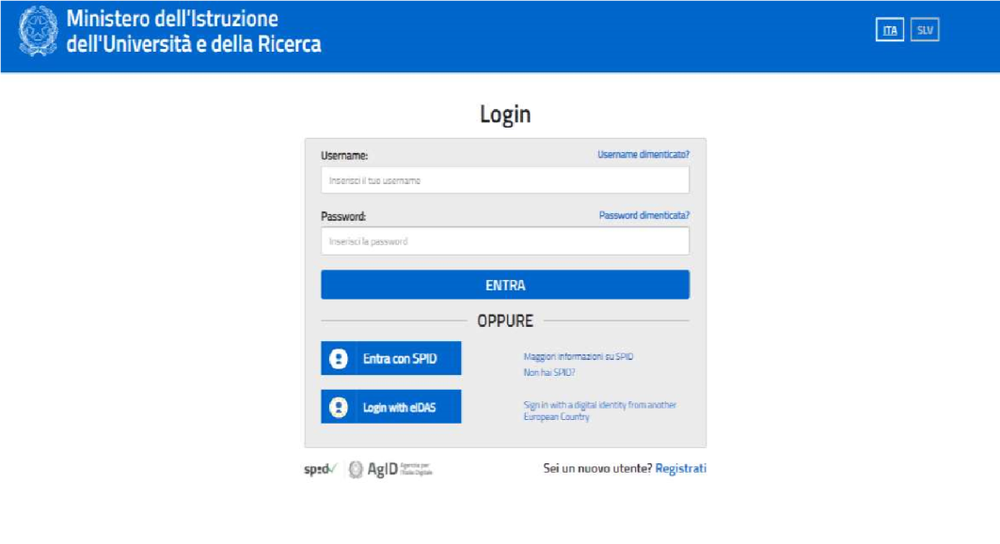 Ministero dell'Istruzione
dell'Università e della Ricerca
ITA SLV
Login
Username: Username dimenticato?
Inserisci il tuo username
Password: Password dimenticata?
Inserisci la password
ENTRA
OPPURE
Entra con SPID
Maggiori informazioni su SPID
Non hai SPID?
Login with eIDAS
Sign in with a digital identity from another
European Country
sp:d AgID Agenzia per
l'Italia Digitale
Sei un nuovo utente? Registrati